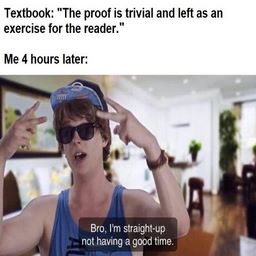 Textbook: "The proof is trivial and left as an
exercise for the reader."
Me 4 hours later:
Bro, I'm straight-up
not having a good time.